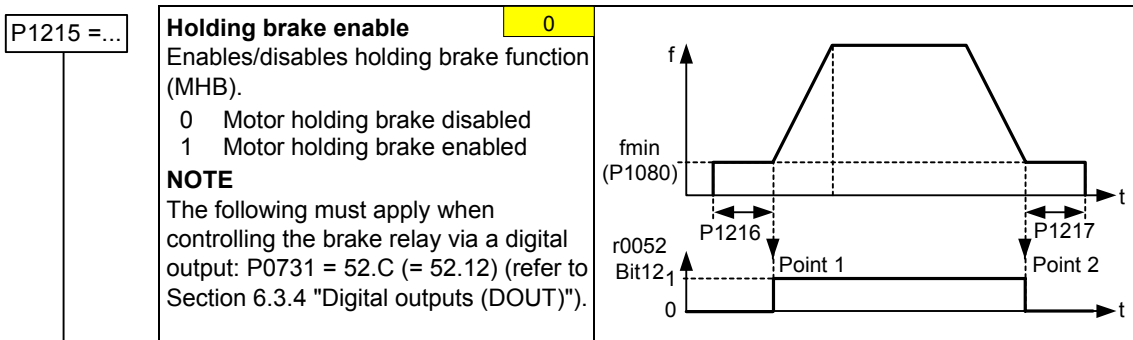 P1215 =...
Holding brake enable
0
Enables/disables holding brake function
(MHB).
0 Motor holding brake disabled
1 Motor holding brake enabled
NOTE
The following must apply when
controlling the brake relay via a digital
output: P0731 = 52.C (= 52.12) (refer to
Section 6.3.4 "Digital outputs (DOUT)").
f
fmin
(P1080)
t
P1216
P1217
r0052
Bit12
1
Point 1
Point 2
0
t